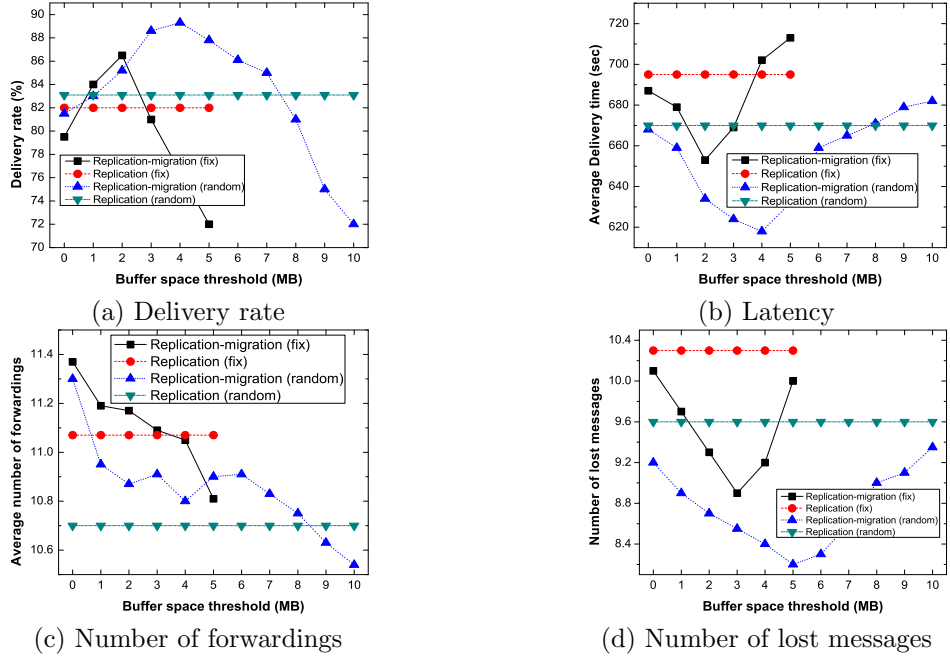 90
88
86
84
82
80
78
76
74
72
70
Delivery rate (%)
Replication-migration (fix)
Replication (fix)
Replication-migration (random)
Replication (random)
0 1 2 3 4 5 6 7 8 9 10
Buffer space threshold (MB)
(a) Delivery rate
720
700
680
660
640
620
Average Delivery time (sec)
Replication-migration (fix)
Replication (fix)
Replication-migration (random)
Replication (random)
0 1 2 3 4 5 6 7 8 9 10
Buffer space threshold (MB)
(b) Latency
11.4
11.2
11.0
10.8
10.6
Average number of forwardings
Replication-migration (fix)
Replication (fix)
Replication-migration (random)
Replication (random)
0 1 2 3 4 5 6 7 8 9 10
Buffer space threshold (MB)
(c) Number of forwardings
10.4
10.0
9.6
9.2
8.8
8.4
Number of lost messages
Replication-migration (fix)
Replication (fix)
Replication-migration (random)
Replication (random)
0 1 2 3 4 5 6 7 8 9 10
Buffer space threshold (MB)
(d) Number of lost messages